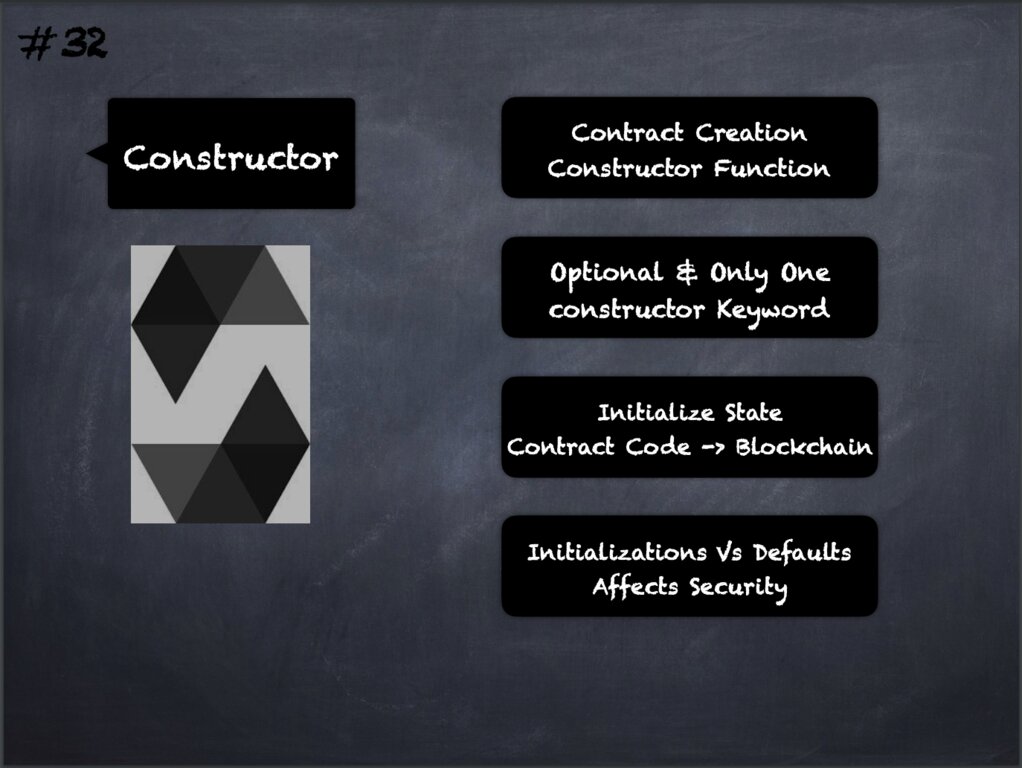 #32
Constructor
Contract Creation
Constructor Function
Optional & Only One
constructor Keyword
Initialize State
Contract Code -> Blockchain
Initializations Vs Defaults
Affects Security